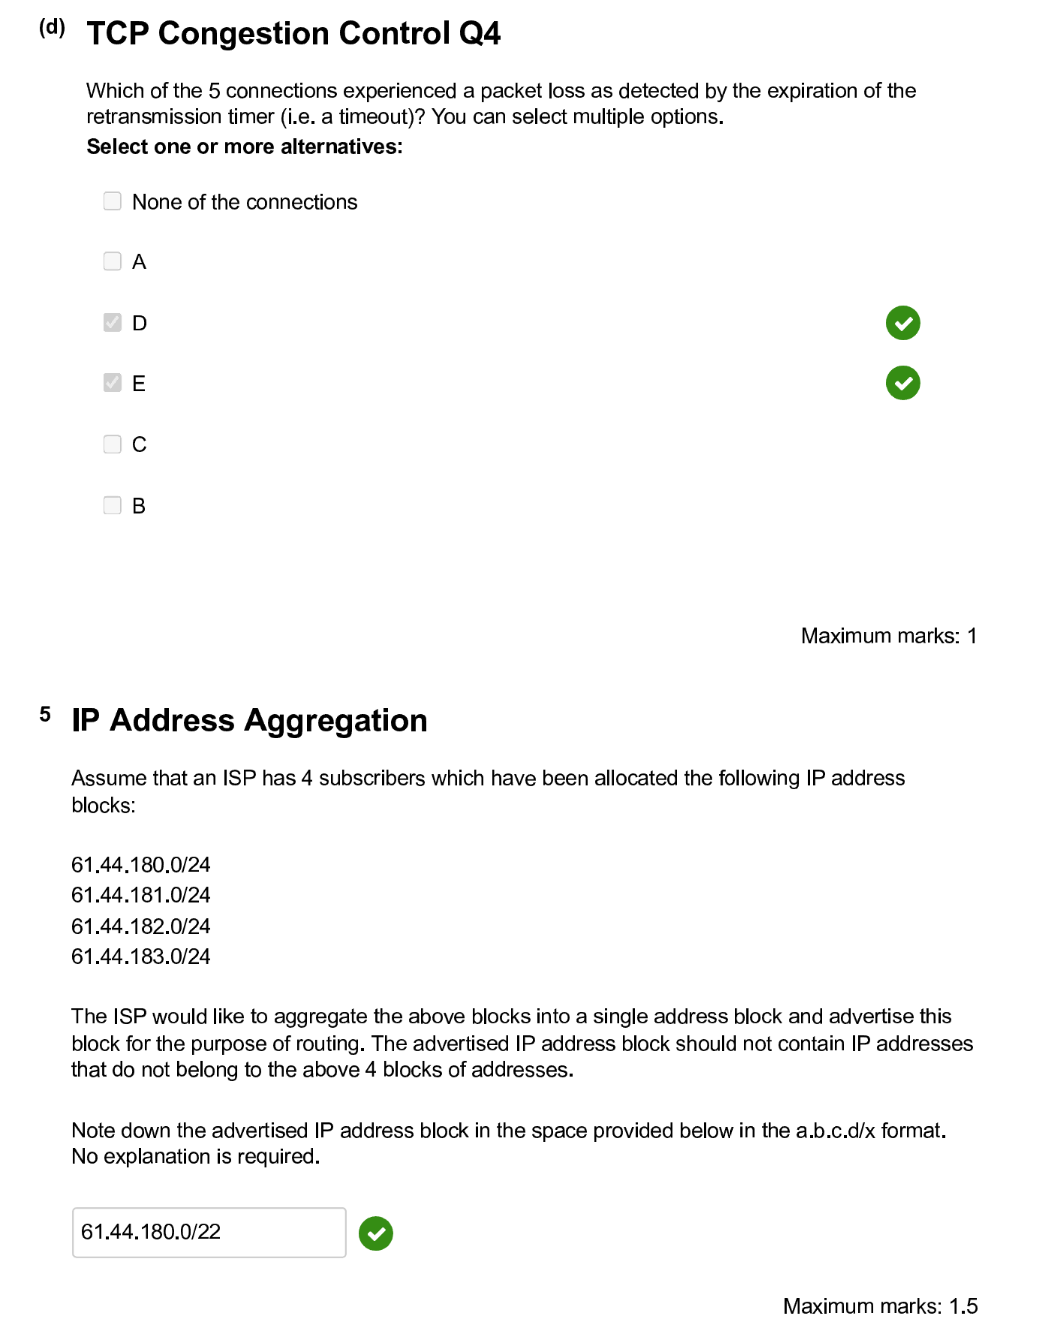 (d) TCP Congestion Control Q4
Which of the 5 connections experienced a packet loss as detected by the expiration of the
retransmission timer (i.e. a timeout)? You can select multiple options.
Select one or more alternatives:
None of the connections
A
D
E
C
B
Maximum marks: 1
5 IP Address Aggregation
Assume that an ISP has 4 subscribers which have been allocated the following IP address
blocks:
61.44.180.0/24
61.44.181.0/24
61.44.182.0/24
61.44.183.0/24
The ISP would like to aggregate the above blocks into a single address block and advertise this
block for the purpose of routing. The advertised IP address block should not contain IP addresses
that do not belong to the above 4 blocks of addresses.
Note down the advertised IP address block in the space provided below in the a.b.c.d/x format.
No explanation is required.
61.44.180.0/22
Maximum marks: 1.5